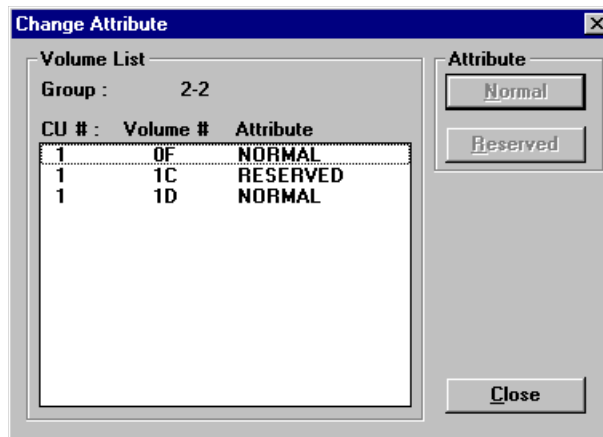 Change Attribute
Volume List
Group : 2-2
CU # : Volume # Attribute
1 0F NORMAL
1 1C RESERVED
1 1D NORMAL
Attribute
Normal
Reserved
Close